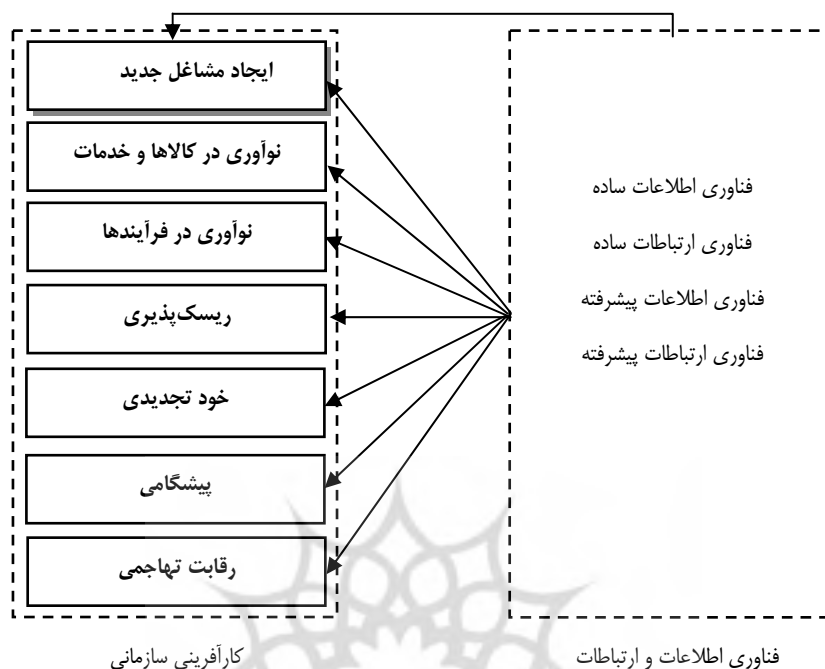 ایجاد مشاغل جدید
نوآوری در کالاها و خدمات
نوآوری در فرآیندها
ریسک‌پذیری
خود تجدیدی
پیشگامی
رقابت تهاجمی
کارآفرینی سازمانی
فناوری اطلاعات ساده
فناوری ارتباطات ساده
فناوری اطلاعات پیشرفته
فناوری ارتباطات پیشرفته
فناوری اطلاعات و ارتباطات